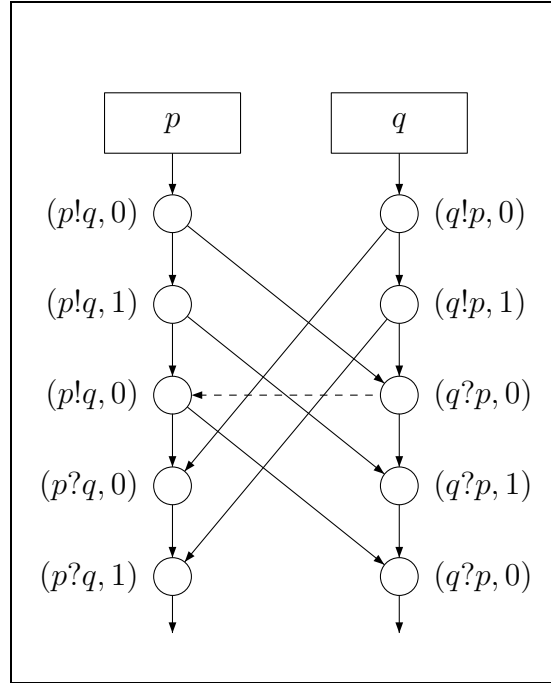 p q
(p!q, 0) (q!p, 0)
(p!q, 1) (q!p, 1)
(p!q, 0) (q?p, 0)
(p?q, 0) (q?p, 1)
(p?q, 1) (q?p, 0)